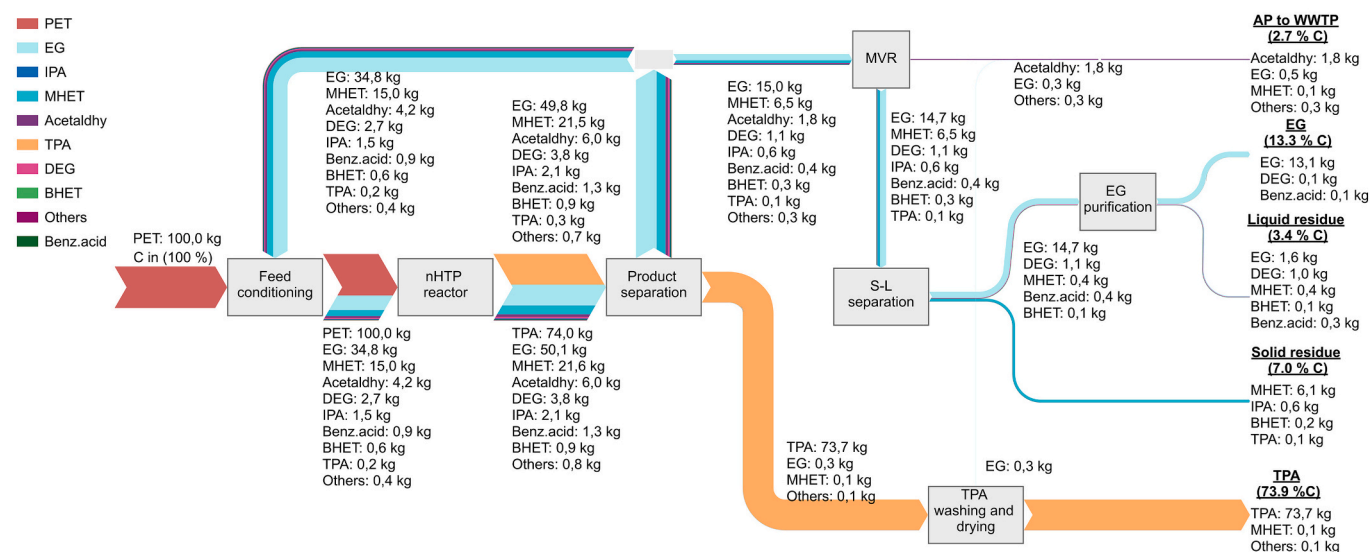 PET
EG
IPA
MHET
Acetaldhy
TPA
DEG
BHET
Others
Benz.acid
PET: 100,0 kg
C in (100 %)
Feed
conditioning
EG: 34,8 kg
MHET: 15,0 kg
Acetaldhy: 4,2 kg
DEG: 2,7 kg
IPA: 1,5 kg
Benz.acid: 0,9 kg
BHET: 0,6 kg
TPA: 0,2 kg
Others: 0,4 kg
PET: 100,0 kg
EG: 34,8 kg
MHET: 15,0 kg
Acetaldhy: 4,2 kg
DEG: 2,7 kg
IPA: 1,5 kg
Benz.acid: 0,9 kg
BHET: 0,6 kg
TPA: 0,2 kg
Others: 0,4 kg
nHTP
reactor
EG: 49,8 kg
MHET: 21,5 kg
Acetaldhy: 6,0 kg
DEG: 3,8 kg
IPA: 2,1 kg
Benz.acid: 1,3 kg
BHET: 0,9 kg
TPA: 0,3 kg
Others: 0,7 kg
TPA: 74,0 kg
EG: 50,1 kg
MHET: 21,6 kg
Acetaldhy: 6,0 kg
DEG: 3,8 kg
IPA: 2,1 kg
Benz.acid: 1,3 kg
BHET: 0,9 kg
Others: 0,8 kg
Product
separation
EG: 15,0 kg
MHET: 6,5 kg
Acetaldhy: 1,8 kg
DEG: 1,1 kg
IPA: 0,6 kg
Benz.acid: 0,4 kg
BHET: 0,3 kg
TPA: 0,1 kg
Others: 0,3 kg
MVR
EG: 14,7 kg
MHET: 6,5 kg
DEG: 1,1 kg
IPA: 0,6 kg
Benz.acid: 0,4 kg
BHET: 0,3 kg
TPA: 0,1 kg
Acetaldhy: 1,8 kg
EG: 0,3 kg
Others: 0,3 kg
S-L
separation
EG: 14,7 kg
DEG: 1,1 kg
MHET: 0,4 kg
Benz.acid: 0,4 kg
BHET: 0,1 kg
EG
purification
TPA: 73,7 kg
EG: 0,3 kg
MHET: 0,1 kg
Others: 0,1 kg
TPA
washing and
drying
EG: 0,3 kg
AP to WWTP
(2.7 % C)
Acetaldhy: 1,8 kg
EG: 0,5 kg
MHET: 0,1 kg
Others: 0,3 kg
EG
(13.3 % C)
EG: 13,1 kg
DEG: 0,1 kg
Benz.acid: 0,1 kg
Liquid residue
(3.4 % C)
EG: 1,6 kg
DEG: 1,0 kg
MHET: 0,4 kg
BHET: 0,1 kg
Benz.acid: 0,3 kg
Solid residue
(7.0 % C)
MHET: 6,1 kg
IPA: 0,6 kg
BHET: 0,2 kg
TPA: 0,1 kg
TPA
(73.9 %C)
TPA: 73,7 kg
MHET: 0,1 kg
Others: 0,1 kg